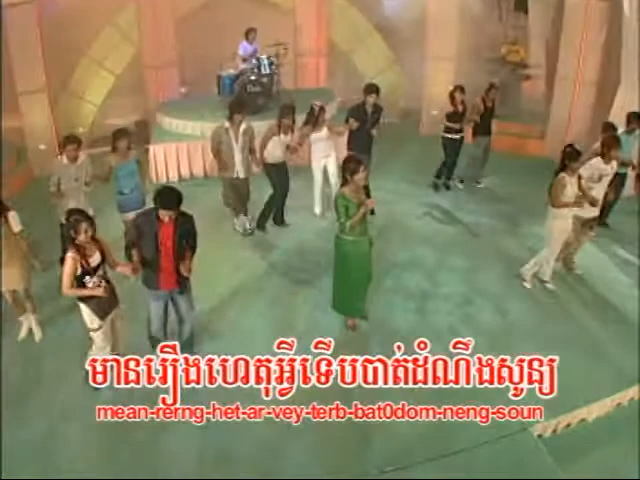 មានរឿងហេតុអ្វីទើបបាត់ដំណឹងសូន្យ
mean-rerng-het-ar-vey-terb-bat0dom-neng-soun